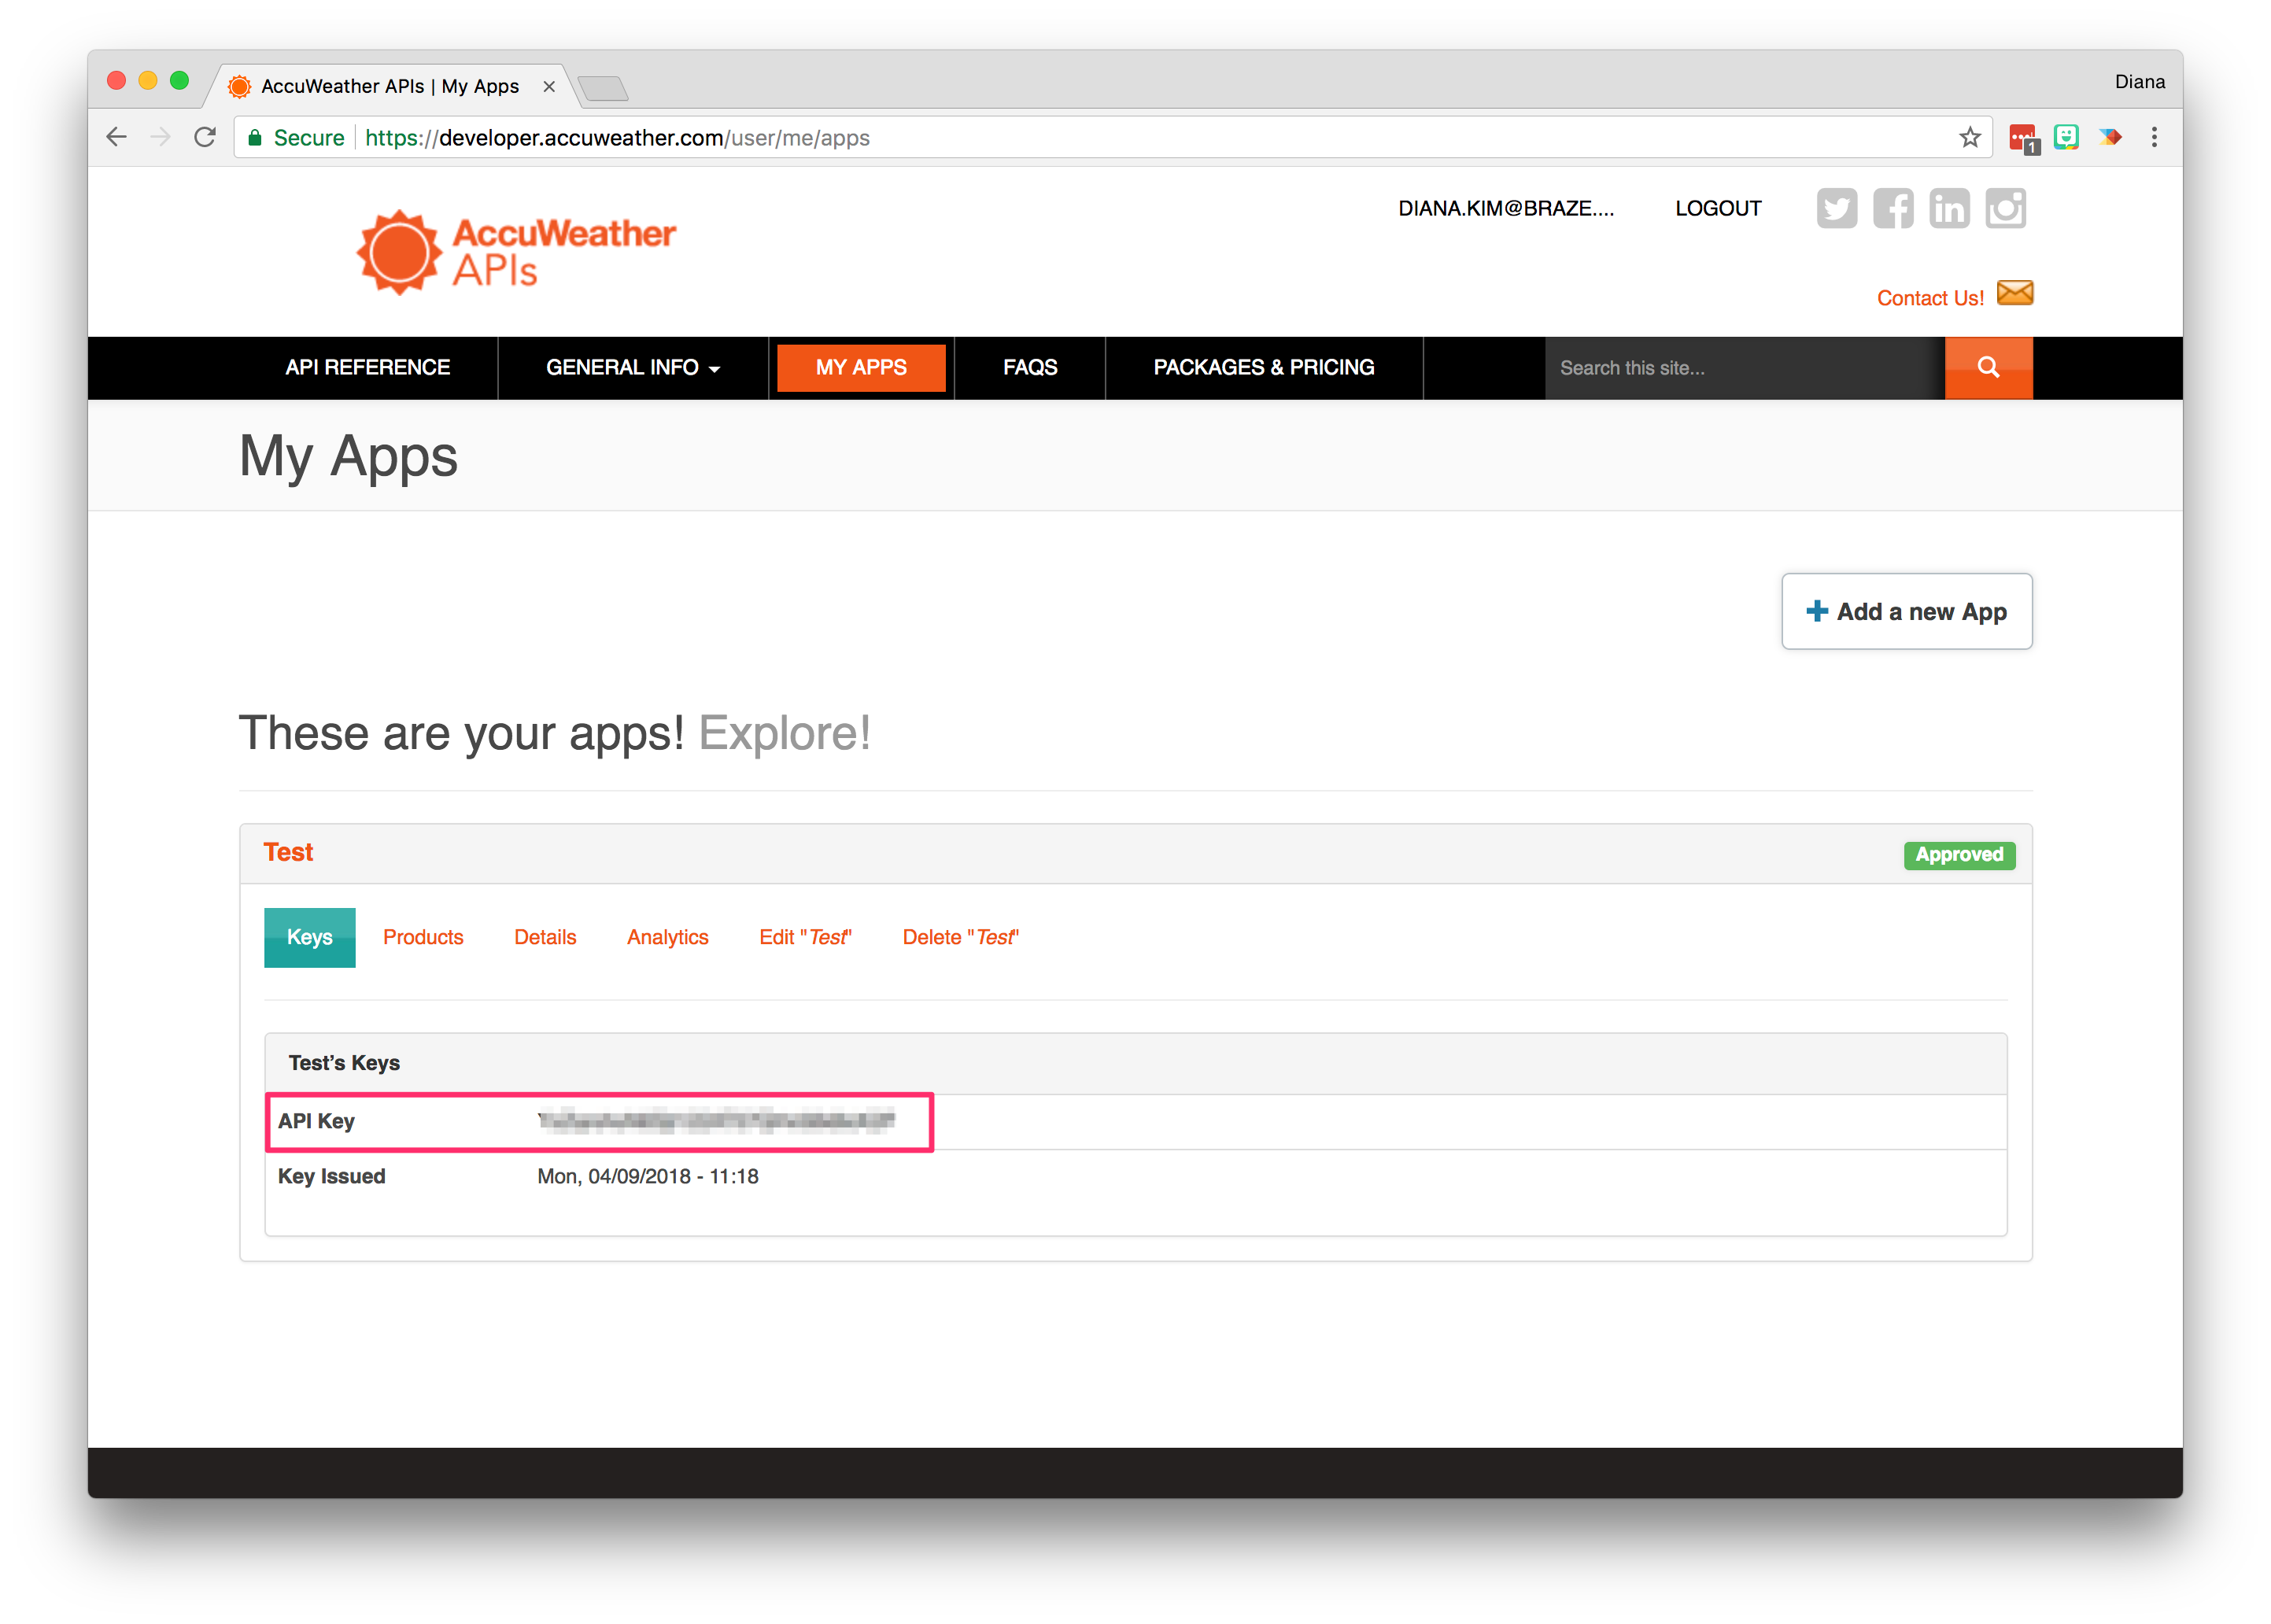 AccuWeather APIs | My Apps
Diana
Secure
https://developer.accuweather.com/user/me/apps
1
DIANA.KIM@BRAZE....
LOGOUT
AccuWeather
APIs
Contact Us!
API REFERENCE
GENERAL INFO
MY APPS
FAQS
PACKAGES & PRICING
Search this site...
My Apps
Add a new App
These are your apps! Explore!
Test
Approved
Keys
Products
Details
Analytics
Edit "Test"
Delete "Test"
Test’s Keys
API Key
Key Issued
Mon, 04/09/2018 - 11:18